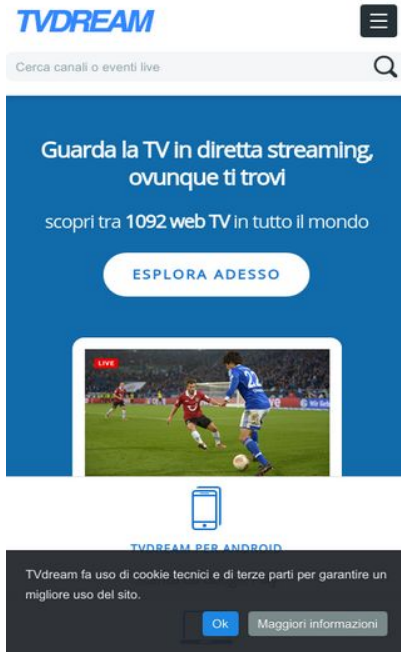 TVDREAM
Cerca canali o eventi live
Guarda la TV in diretta streaming,
ovunque ti trovi
scopri tra 1092 web TV in tutto il mondo
ESPLORA ADESSO
LIVE
22
TVDREAM PER ANDROID
TVdream fa uso di cookie tecnici e di terze parti per garantire un
migliore uso del sito.
Ok Maggiori informazioni